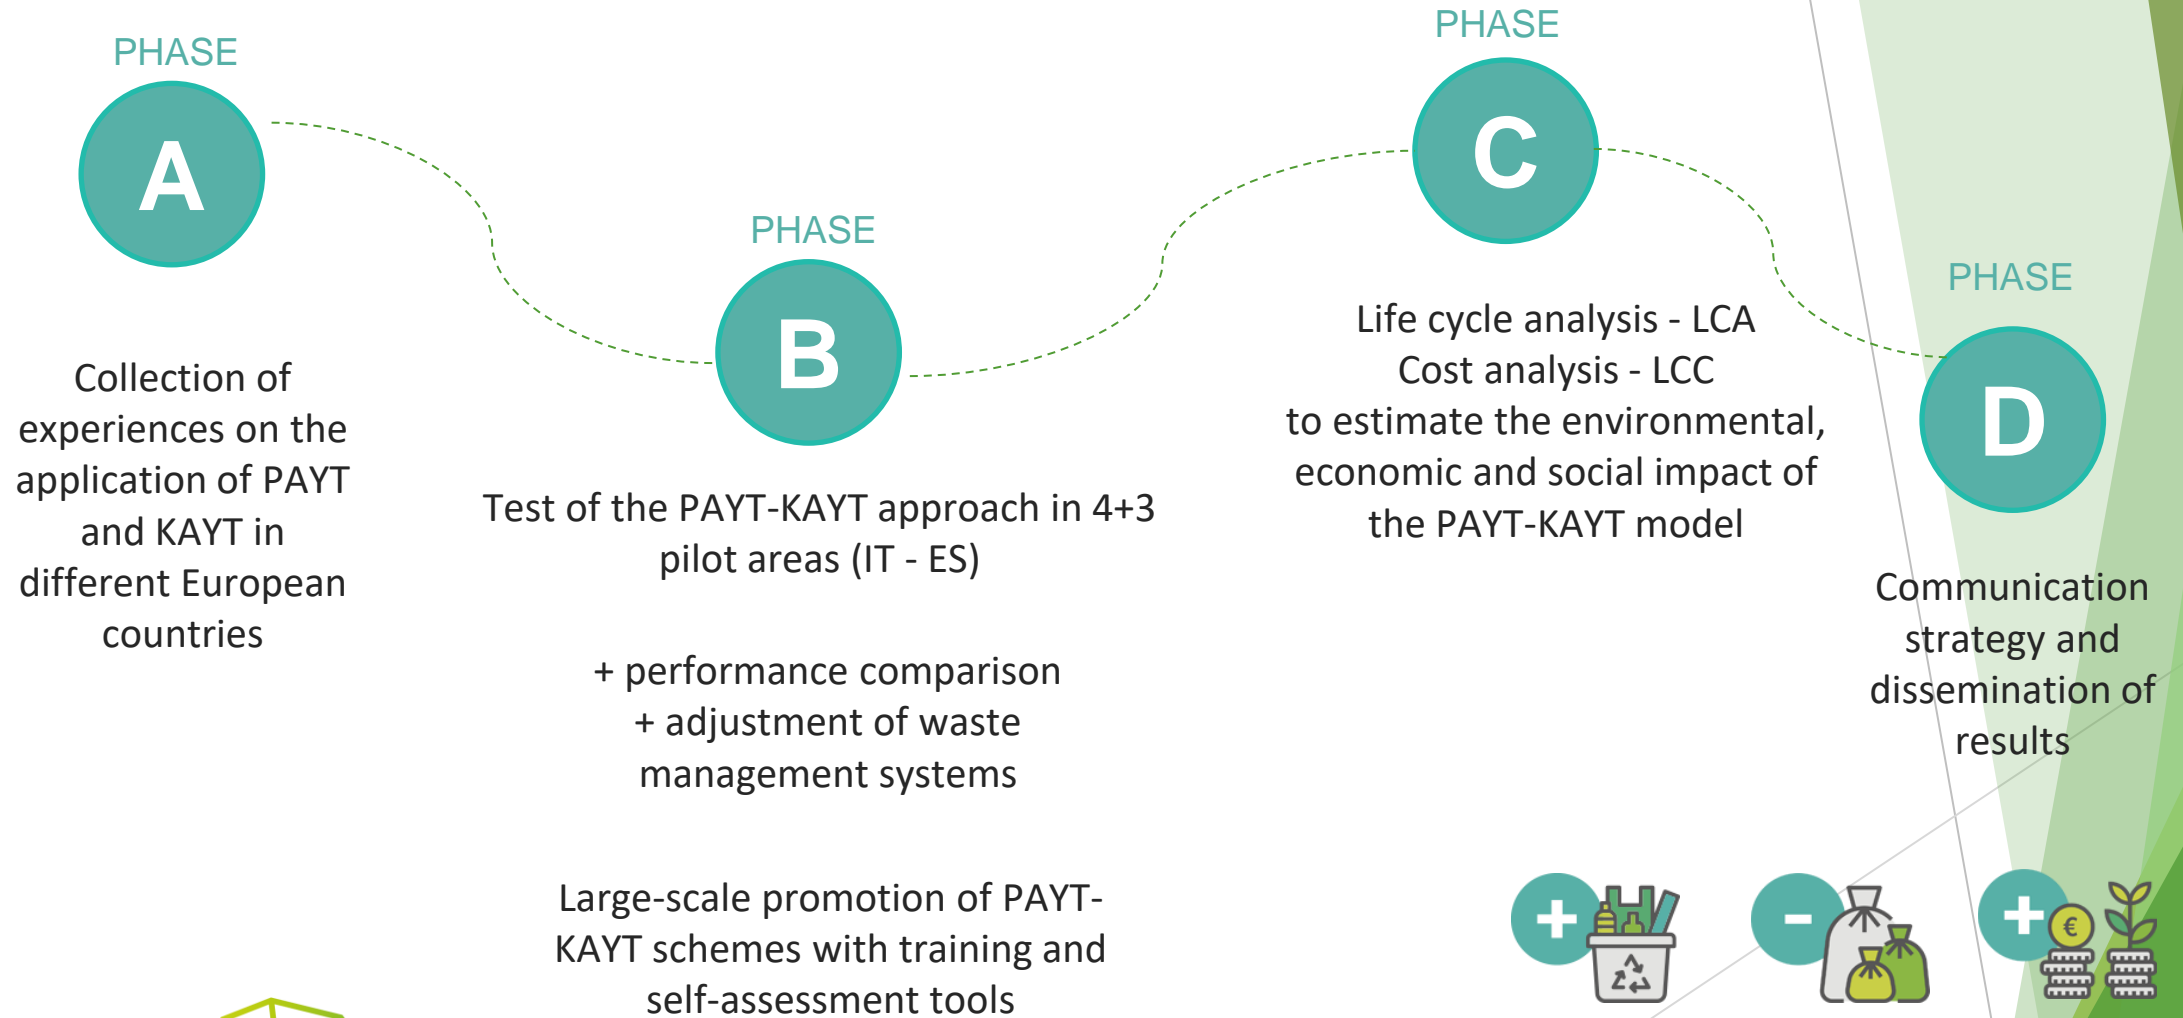 PHASE
A
Collection of
experiences on the
application of PAYT
and KAYT in
different European
countries
PHASE
B
Test of the PAYT-KAYT approach in 4+3
pilot areas (IT - ES)
+ performance comparison
+ adjustment of waste
management systems
Large-scale promotion of PAYT-
KAYT schemes with training and
self-assessment tools
PHASE
C
Life cycle analysis - LCA
Cost analysis - LCC
to estimate the environmental,
economic and social impact of
the PAYT-KAYT model
PHASE
D
Communication
strategy and
dissemination of
results
+
-
+
€